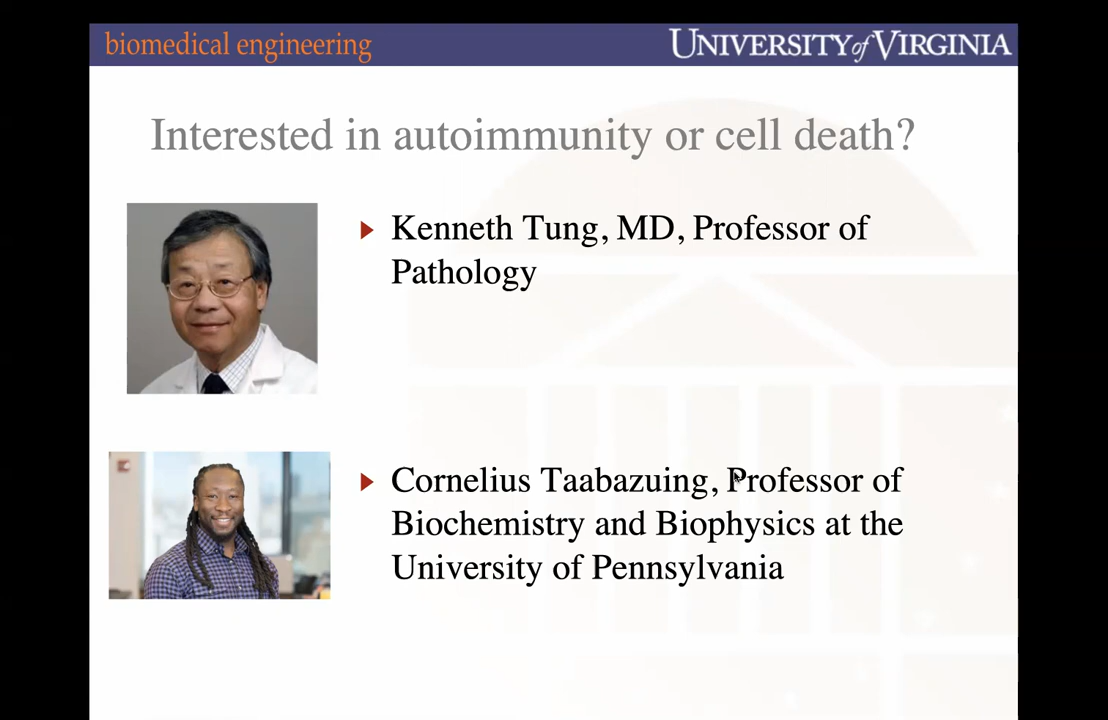 biomedical engineering
UNIVERSITY of VIRGINIA
Interested in autoimmunity or cell death?
Kenneth Tung, MD, Professor of
Pathology
Cornelius Taabazuing, Professor of
Biochemistry and Biophysics at the
University of Pennsylvania